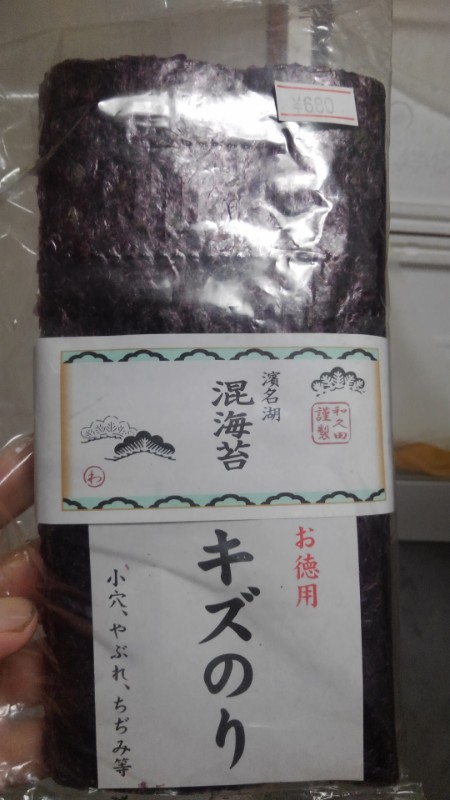 ¥680
濱名湖
混海苔
和久田
謹製
わ
お徳用
キズのり
小穴、やぶれ、ちぢみ等